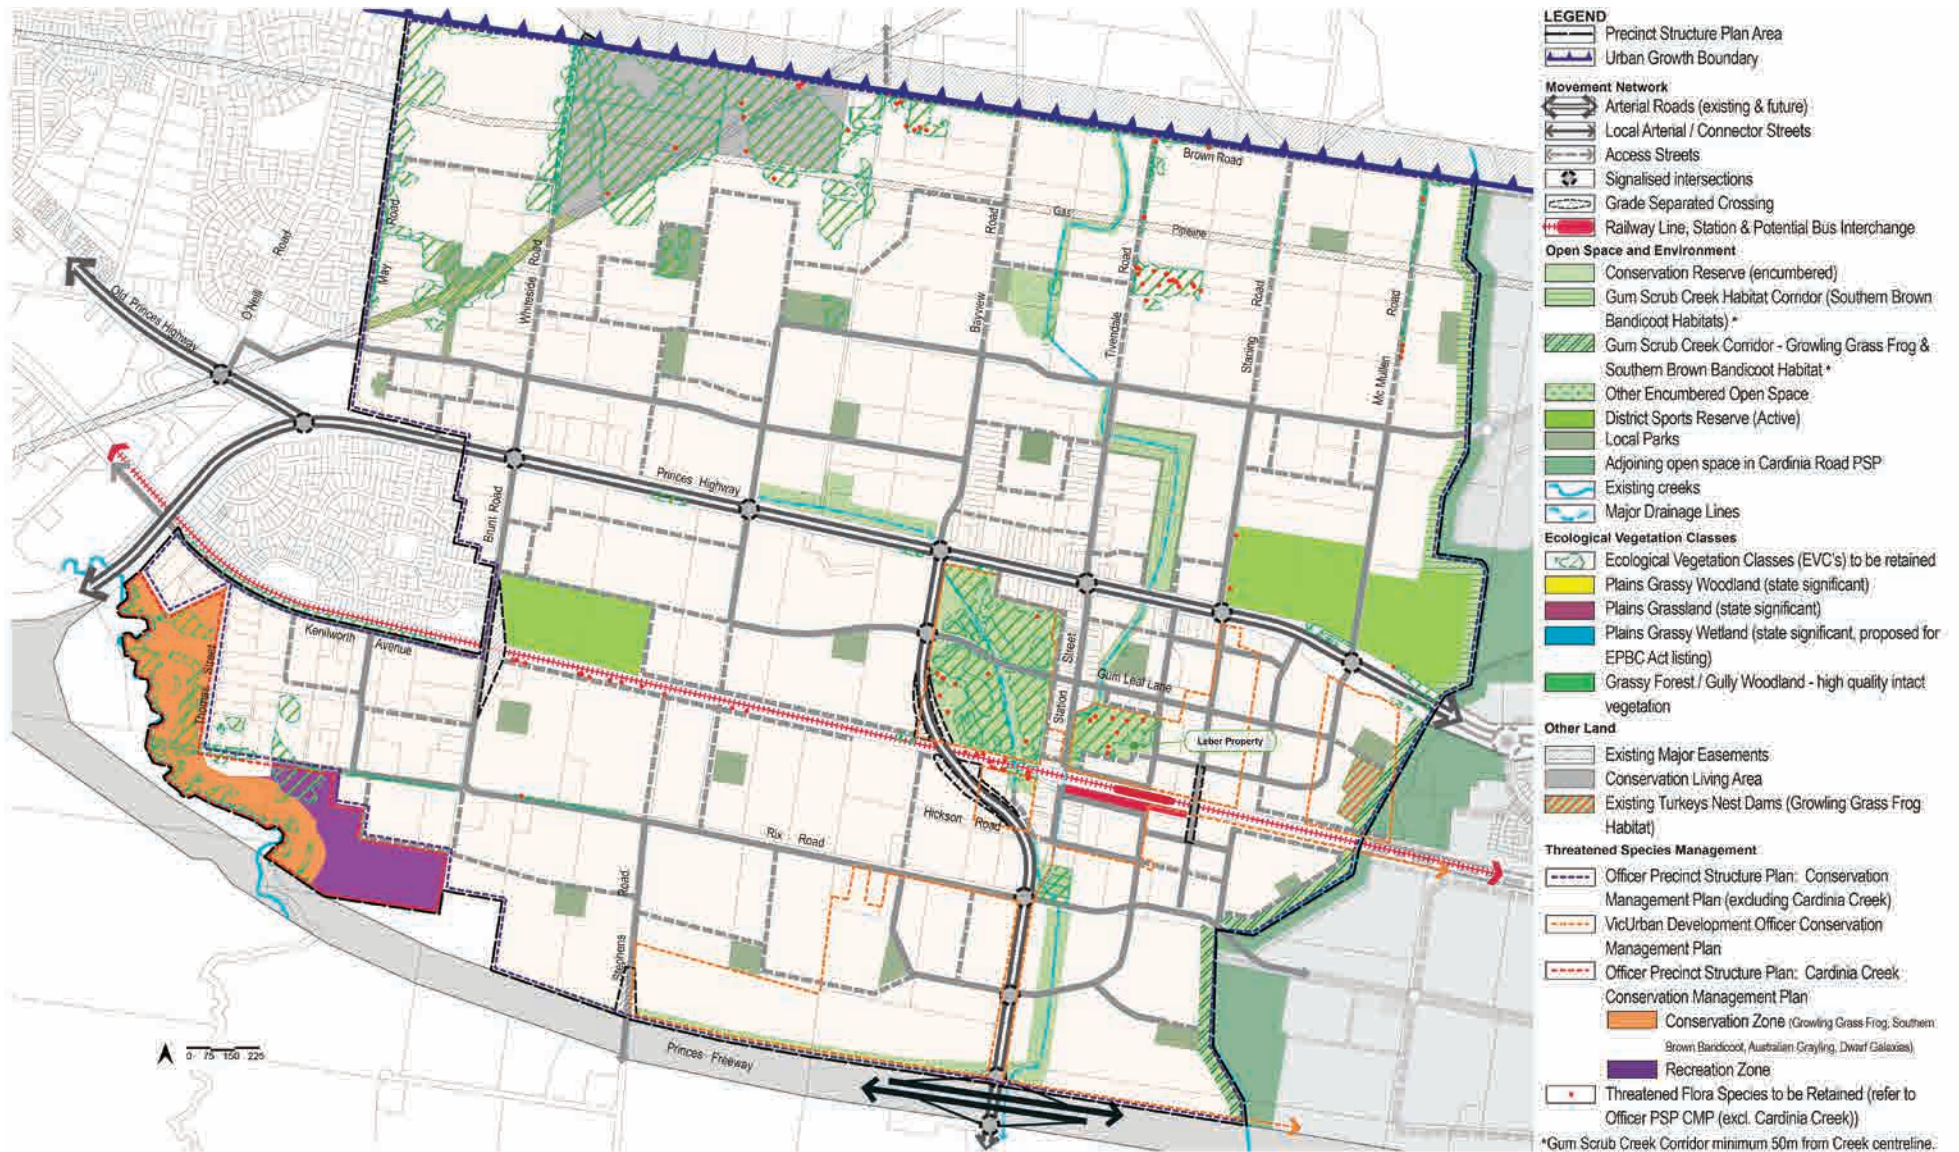 LEGEND
Precinct Structure Plan Area
Urban Growth Boundary
Movement Network
Arterial Roads (existing & future)
Local Arterial / Connector Streets
Access Streets
Signalised intersections
Grade Separated Crossing
Railway Line, Station & Potential Bus Interchange
Open Space and Environment
Conservation Reserve (encumbered)
Gum Scrub Creek Habitat Corridor (Southern Brown
Bandicoot Habitats) *
Gum Scrub Creek Corridor - Growling Grass Frog &
Southern Brown Bandicoot Habitat *
Other Encumbered Open Space
District Sports Reserve (Active)
Local Parks
Adjoining open space in Cardinia Road PSP
Existing creeks
Major Drainage Lines
Ecological Vegetation Classes
Ecological Vegetation Classes (EVC's) to be retained
Plains Grassy Woodland (state significant)
Plains Grassland (state significant)
Plains Grassy Wetland (state significant, proposed for
EPBC Act listing)
Grassy Forest / Gully Woodland - high quality intact
vegetation
Other Land
Existing Major Easements
Conservation Living Area
Existing Turkeys Nest Dams (Growling Grass Frog
Habitat)
Threatened Species Management
Officer Precinct Structure Plan: Conservation
Management Plan (excluding Cardinia Creek)
VicUrban Development Officer Conservation
Management Plan
Officer Precinct Structure Plan: Cardinia Creek
Conservation Management Plan
Conservation Zone (Growling Grass Frog, Southern
Brown Bandicoot, Australian Grayling, Dwarf Galaxias)
Recreation Zone
Threatened Flora Species to be Retained (refer to
Officer PSP CMP (excl. Cardinia Creek))
*Gum Scrub Creek Corridor minimum 50m from Creek centreline.
Brown Road
Gas Pipeline
May Road
O'Neill Road
Whiteside Road
Bayview Road
Tivendale Road
Starling Road
Mc Mullen Road
Old Princes Highway
Princes Highway
Brunt Road
Kenilworth Avenue
Thomas Street
Station Street
Gum Leaf Lane
Leber Property
Hickson Road
Rix Road
Stephens Road
Princes Freeway
0 75 150 225